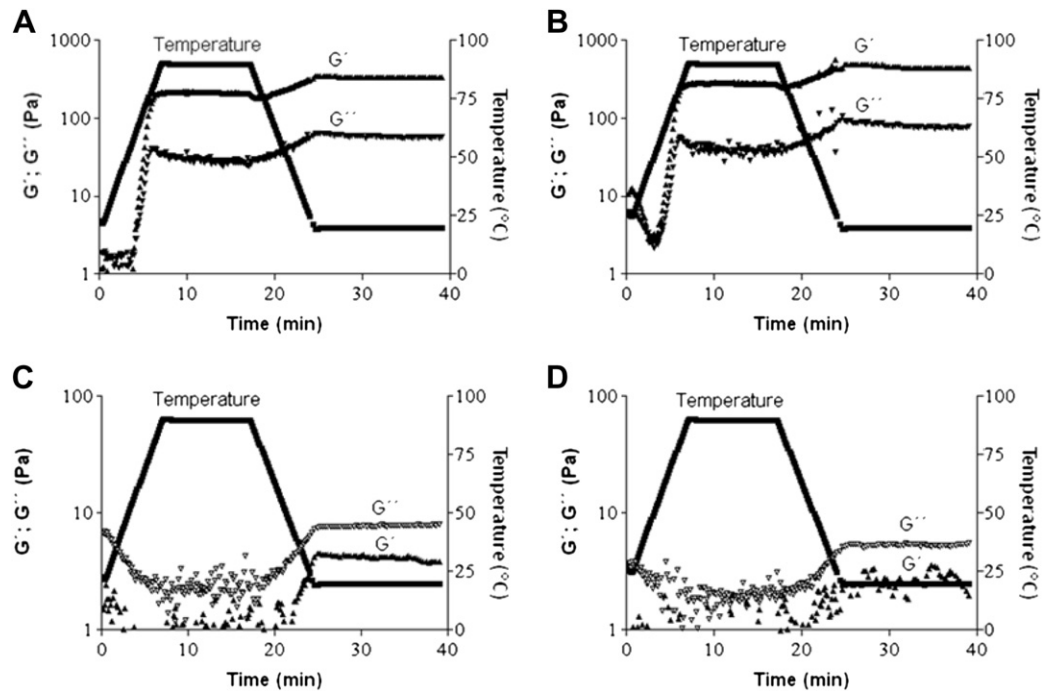 A
Temperature
G´
G´´
1000
100
10
1
100
75
50
25
0
G´; G´´ (Pa)
Temperature (°C)
0 10 20 30 40
Time (min)
B
Temperature
G´
G´´
1000
100
10
1
100
75
50
25
0
G´; G´´ (Pa)
Temperature (°C)
0 10 20 30 40
Time (min)
C
Temperature
G´´
G´
100
10
1
100
75
50
25
0
G´; G´´ (Pa)
Temperature (°C)
0 10 20 30 40
Time (min)
D
Temperature
G´´
G´
100
10
1
100
75
50
25
0
G´; G´´ (Pa)
Temperature (°C)
0 10 20 30 40
Time (min)